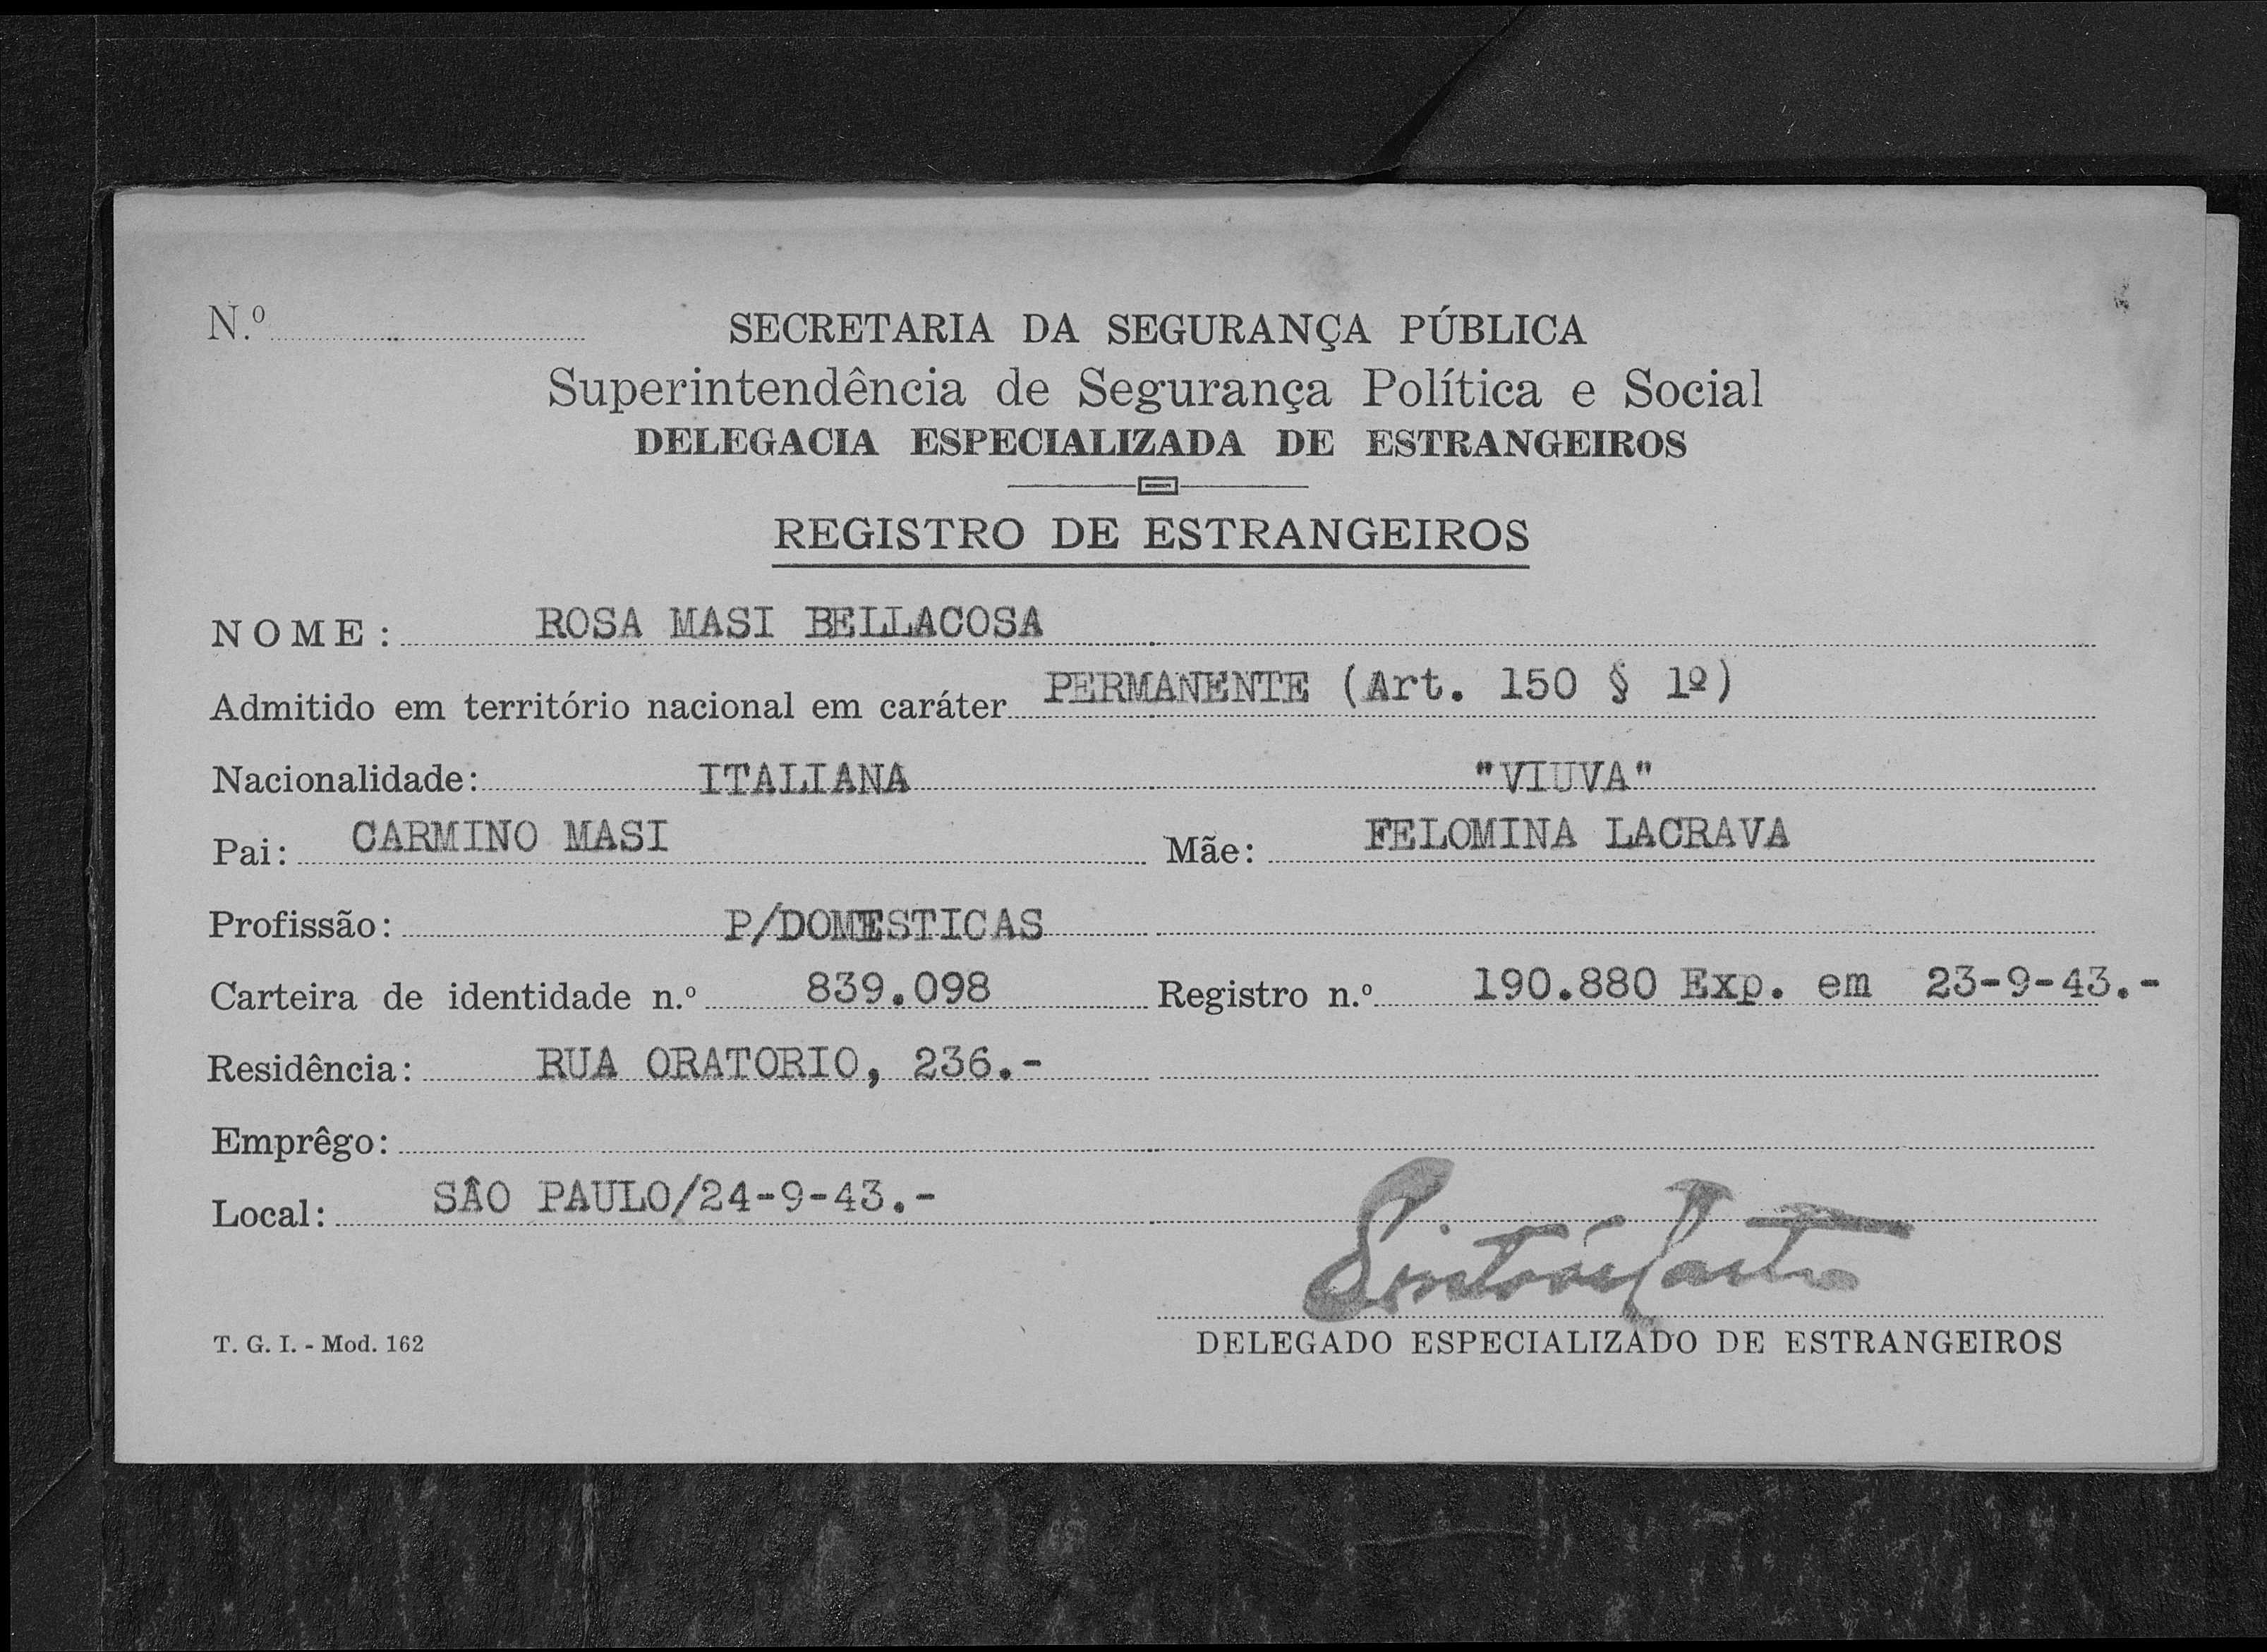 N.º
SECRETARIA DA SEGURANÇA PÚBLICA
Superintendência de Segurança Política e Social
DELEGACIA ESPECIALIZADA DE ESTRANGEIROS
REGISTRO DE ESTRANGEIROS
NOME: ROSA MASI BELLACOSA
Admitido em território nacional em caráter PERMANENTE (Art. 150 § 1º)
Nacionalidade: ITALIANA "VIUVA"
Pai: CARMINO MASI Mãe: FELOMINA LACRAVA
Profissão: P/DOMESTICAS
Carteira de identidade n.º 839.098 Registro n.º 190.880 Exp. em 23-9-43.-
Residência: RUA ORATORIO, 236.-
Emprêgo:
Local: SÂO PAULO/24-9-43.-
DELEGADO ESPECIALIZADO DE ESTRANGEIROS
T. G. I. - Mod. 162